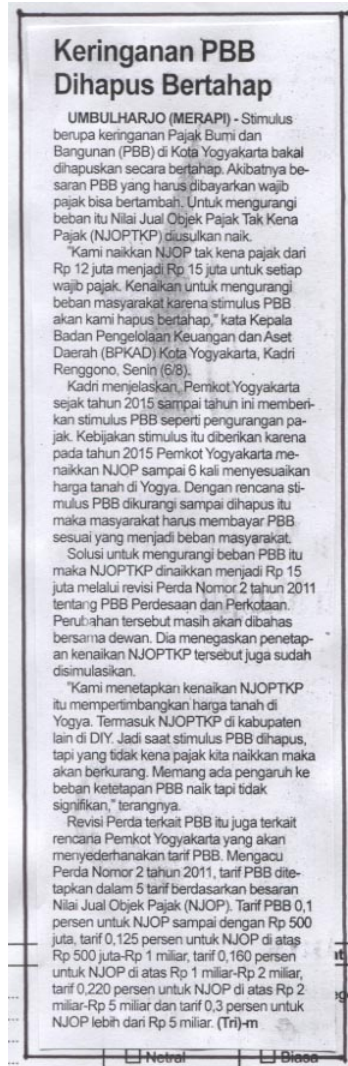 Keringanan PBB
Dihapus Bertahap
UMBULHARJO (MERAPI) - Stimulus
berupa keringanan Pajak Bumi dan
Bangunan (PBB) di Kota Yogyakarta bakal
dihapuskan secara bertahap. Akibatnya be-
saran PBB yang harus dibayarkan wajib
pajak bisa bertambah. Untuk mengurangi
beban itu Nilai Jual Objek Pajak Tak Kena
Pajak (NJOPTKP) diusulkan naik.
"Kami naikkan NJOP tak kena pajak dari
Rp 12 juta menjadi Rp 15 juta untuk setiap
wajib pajak. Kenaikan untuk mengurangi
beban masyarakat karena stimulus PBB
akan kami hapus bertahap," kata Kepala
Badan Pengelolaan Keuangan dan Aset
Daerah (BPKAD) Kota Yogyakarta, Kadri
Renggono, Senin (6/8).
Kadri menjelaskan, Pemkot Yogyakarta
sejak tahun 2015 sampai tahun ini memberi-
kan stimulus PBB seperti pengurangan pa-
jak. Kebijakan stimulus itu diberikan karena
pada tahun 2015 Pemkot Yogyakarta me-
naikkan NJOP sampai 6 kali menyesuaikan
harga tanah di Yogya. Dengan rencana sti-
mulus PBB dikurangi sampai dihapus itu
maka masyarakat harus membayar PBB
sesuai yang menjadi beban masyarakat.
Solusi untuk mengurangi beban PBB itu
maka NJOPTKP dinaikkan menjadi Rp 15
juta melalui revisi Perda Nomor 2 tahun 2011
tentang PBB Perdesaan dan Perkotaan.
Perubahan tersebut masih akan dibahas
bersama dewan. Dia menegaskan penetap-
an kenaikan NJOPTKP tersebut juga sudah
disimulasikan.
"Kami menetapkan kenaikan NJOPTKP
itu mempertimbangkan harga tanah di
Yogya. Termasuk NJOPTKP di kabupaten
lain di DIY. Jadi saat stimulus PBB dihapus,
tapi yang tidak kena pajak kita naikkan maka
akan berkurang. Memang ada pengaruh ke
beban ketetapan PBB naik tapi tidak
signifikan," terangnya.
Revisi Perda terkait PBB itu juga terkait
rencana Pemkot Yogyakarta yang akan
menyederhanakan tarif PBB. Mengacu
Perda Nomor 2 tahun 2011, tarif PBB dite-
tapkan dalam 5 tarif berdasarkan besaran
Nilai Jual Objek Pajak (NJOP). Tarif PBB 0,1
persen untuk NJOP sampai dengan Rp 500
juta, tarif 0,125 persen untuk NJOP di atas
Rp 500 juta-Rp 1 miliar, tarif 0,160 persen
untuk NJOP di atas Rp 1 miliar-Rp 2 miliar,
tarif 0,220 persen untuk NJOP di atas Rp 2
miliar-Rp 5 miliar dan tarif 0,3 persen untuk
NJOP lebih dari Rp 5 miliar. (Tri)-m
Netral Biasa